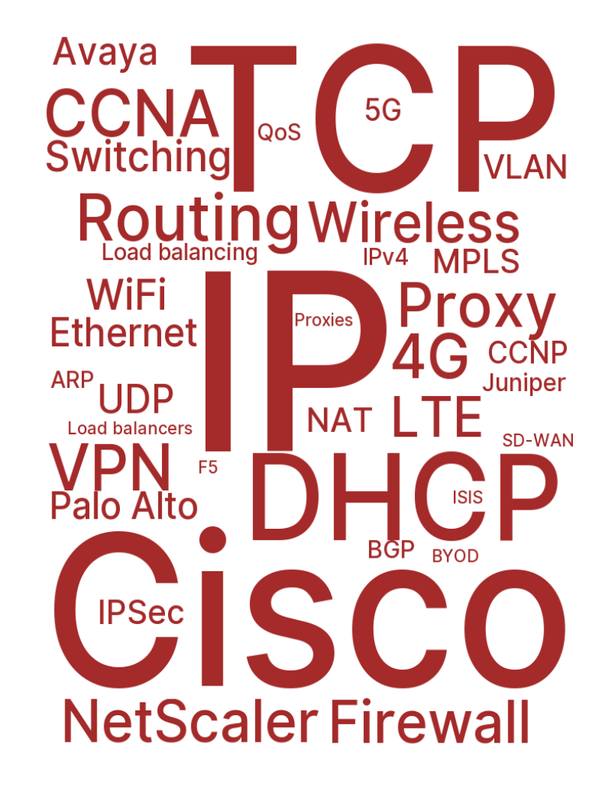 Avaya
TCP
CCNA
5G
QoS
Switching
VLAN
Routing
Wireless
Load balancing
IPv4
MPLS
IP
WiFi
Proxy
Proxies
Ethernet
4G
CCNP
ARP
Juniper
UDP
NAT
LTE
Load balancers
SD-WAN
VPN
F5
DHCP
ISIS
Palo Alto
BGP
BYOD
Cisco
IPSec
NetScaler
Firewall